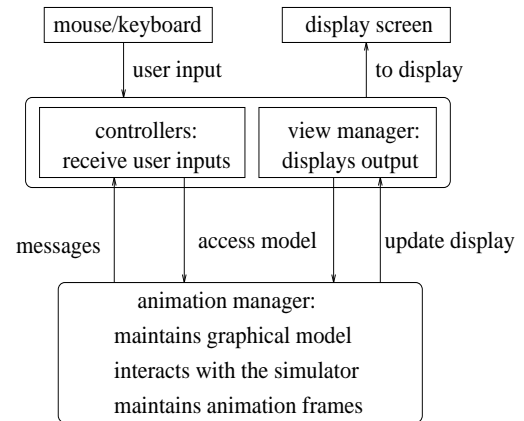 mouse/keyboard
display screen
user input
to display
controllers:
receive user inputs
view manager:
displays output
messages
access model
update display
animation manager:
maintains graphical model
interacts with the simulator
maintains animation frames